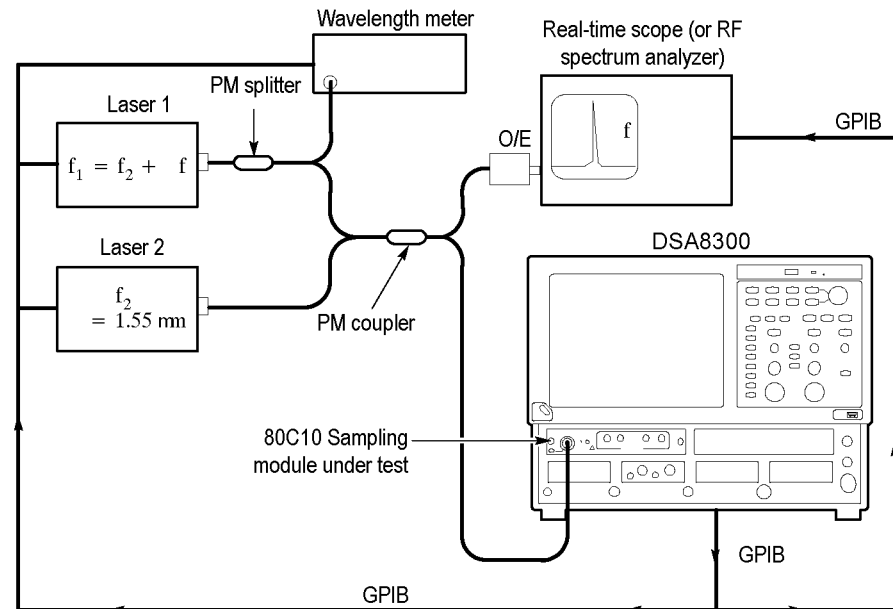 Wavelength meter
Real-time scope (or RF
spectrum analyzer)
PM splitter
Laser 1
O/E
f
GPIB
f1 = f2 + f
Laser 2
DSA8300
f2
= 1.55 nm
PM coupler
80C10 Sampling
module under test
GPIB
GPIB